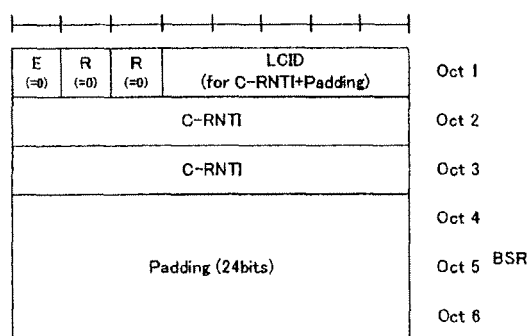 E R R LCID Oct 1
(=0) (=0) (=0) (for C-RNTI+Padding)
C-RNTI Oct 2
C-RNTI Oct 3
Oct 4
Padding (24bits) Oct 5 BSR
Oct 6